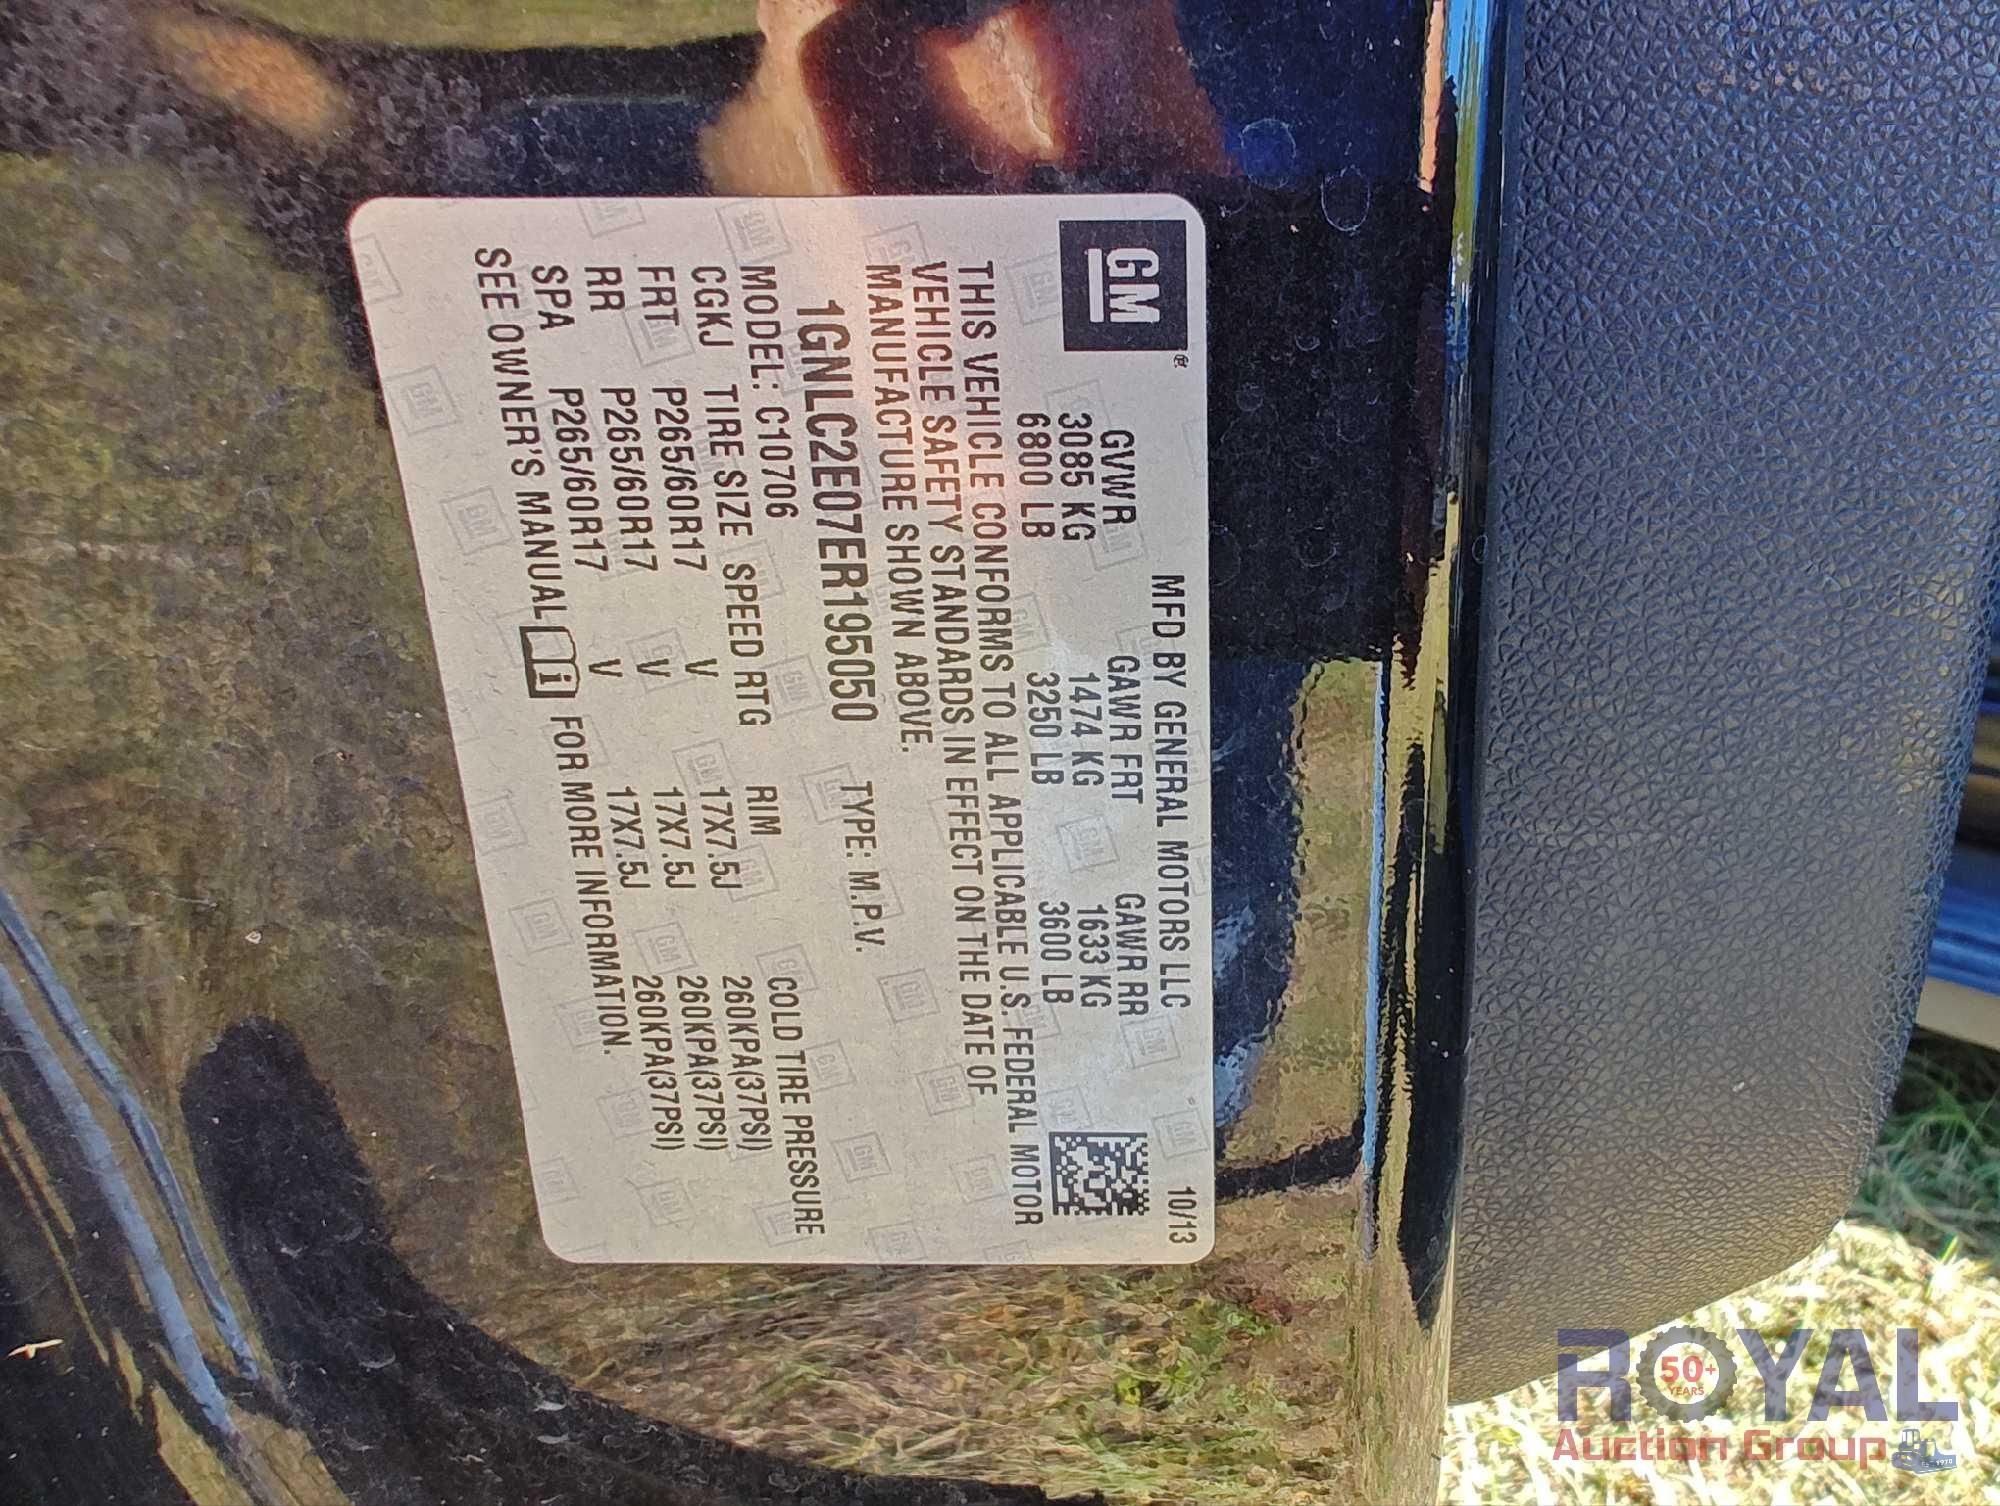 GM®
MFD BY GENERAL MOTORS LLC 10/13
GVWR GAWR FRT GAWR RR
3085 KG 1474 KG 1633 KG
6800 LB 3250 LB 3600 LB
THIS VEHICLE CONFORMS TO ALL APPLICABLE U.S. FEDERAL MOTOR
VEHICLE SAFETY STANDARDS IN EFFECT ON THE DATE OF
MANUFACTURE SHOWN ABOVE.
1GNLC2E07ER195050 TYPE: M.P.V.
MODEL: C10706
CGKJ TIRE SIZE SPEED RTG RIM COLD TIRE PRESSURE
FRT P265/60R17 V 17X7.5J 260KPA(37PSI)
RR P265/60R17 V 17X7.5J 260KPA(37PSI)
SPA P265/60R17 V 17X7.5J 260KPA(37PSI)
SEE OWNER'S MANUAL i FOR MORE INFORMATION.
ROYAL
50+
YEARS
Auction Group
EST. 1970